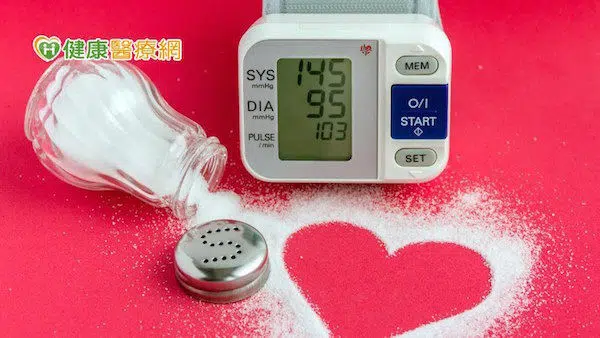 H 健康醫療網
SYS 145
mmHg
DIA 95
mmHg
PULSE 103
/min
MEM
O/I
START
SET
S